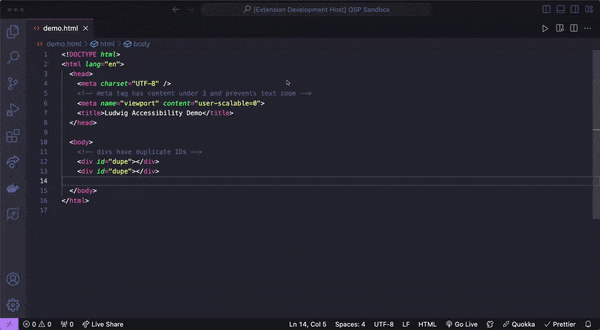 [Extension Development Host] OSP Sandbox
demo.html
demo.html > html > body
1 <!DOCTYPE html>
2 <html lang="en">
3 <head>
4 <meta charset="UTF-8" />
5 <!-- meta tag has content under 3 and prevents text zoom -->
6 <meta name="viewport" content="user-scalable=0">
7 <title>Ludwig Accessibility Demo</title>
8 </head>
9
10 <body>
11 <!-- divs have duplicate IDs -->
12 <div id="dupe"></div>
13 <div id="dupe"></div>
14
15 </body>
16 </html>
17
0 0 0 Live Share Ln 14, Col 5 Spaces: 4 UTF-8 LF HTML Go Live Quokka Prettier